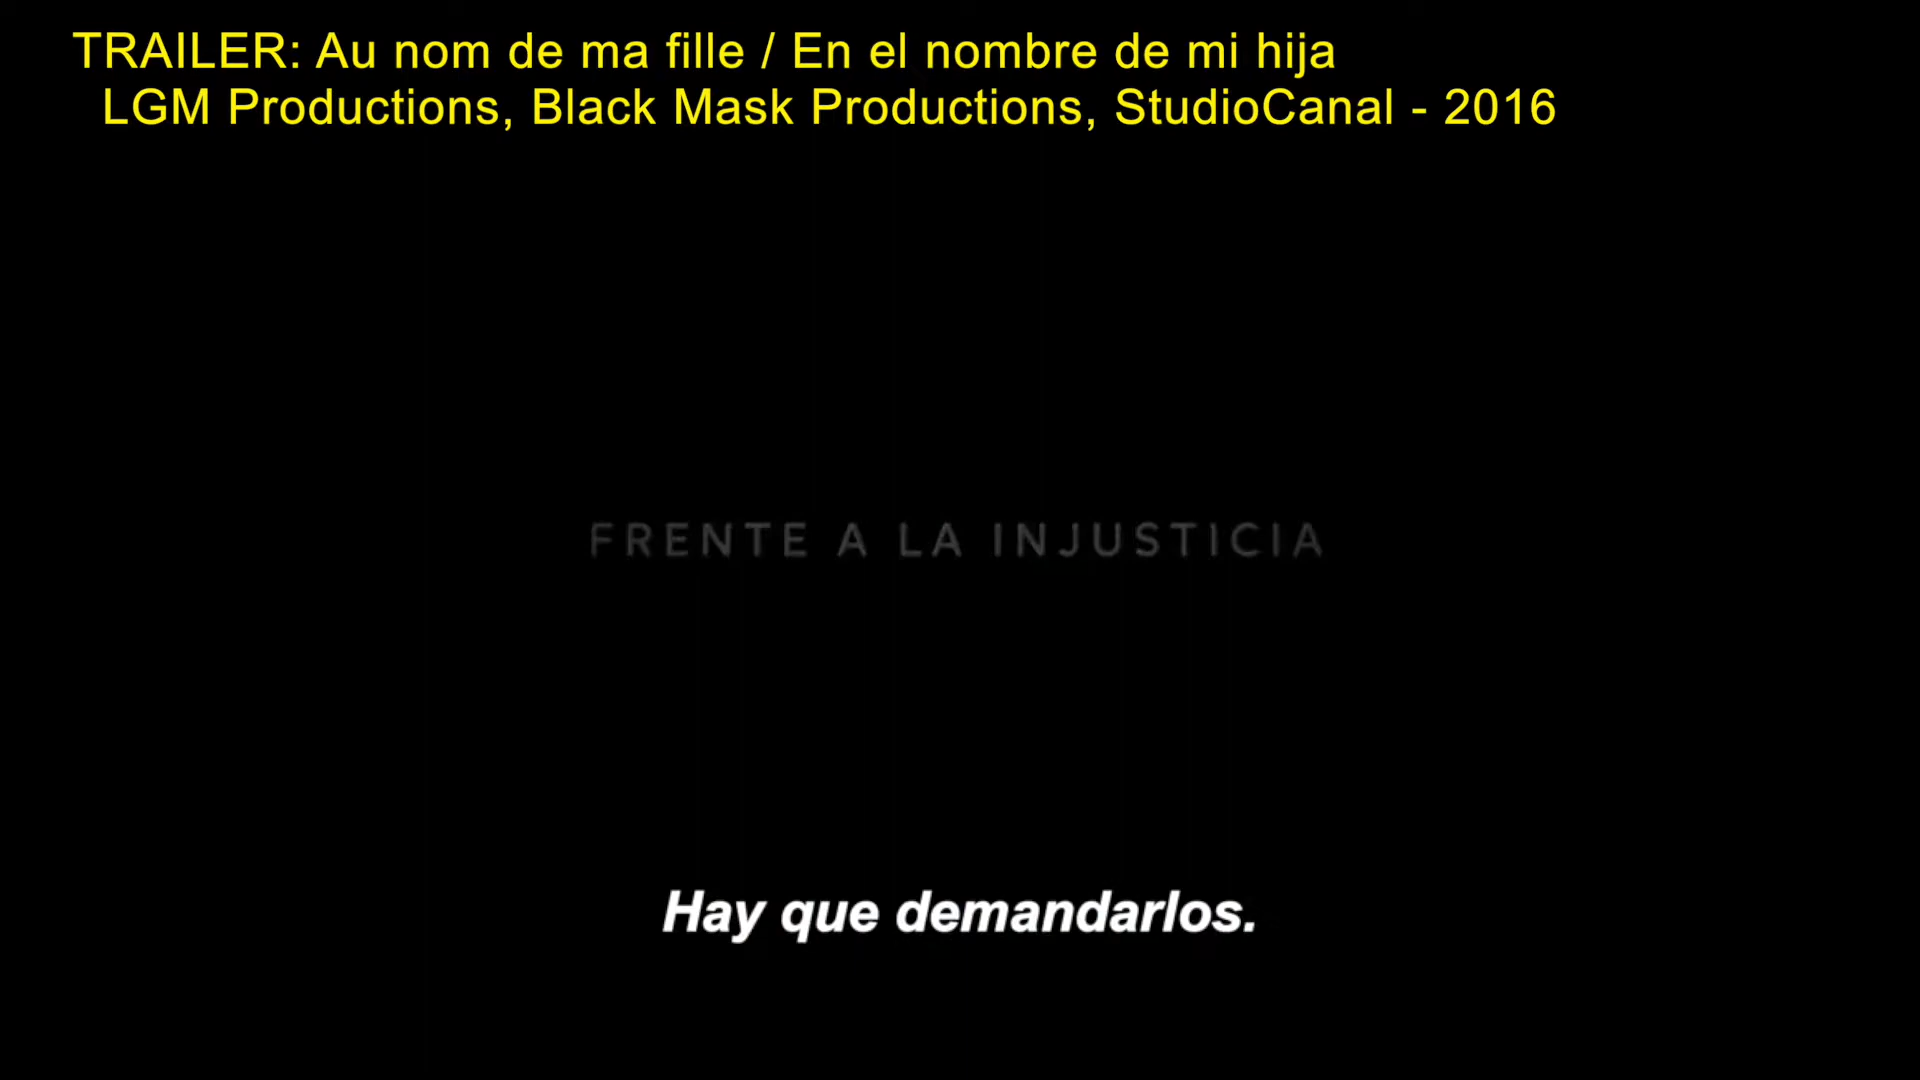 TRAILER: Au nom de ma fille / En el nombre de mi hija
LGM Productions, Black Mask Productions, StudioCanal - 2016
FRENTE A LA INJUSTICIA
Hay que demandarlos.